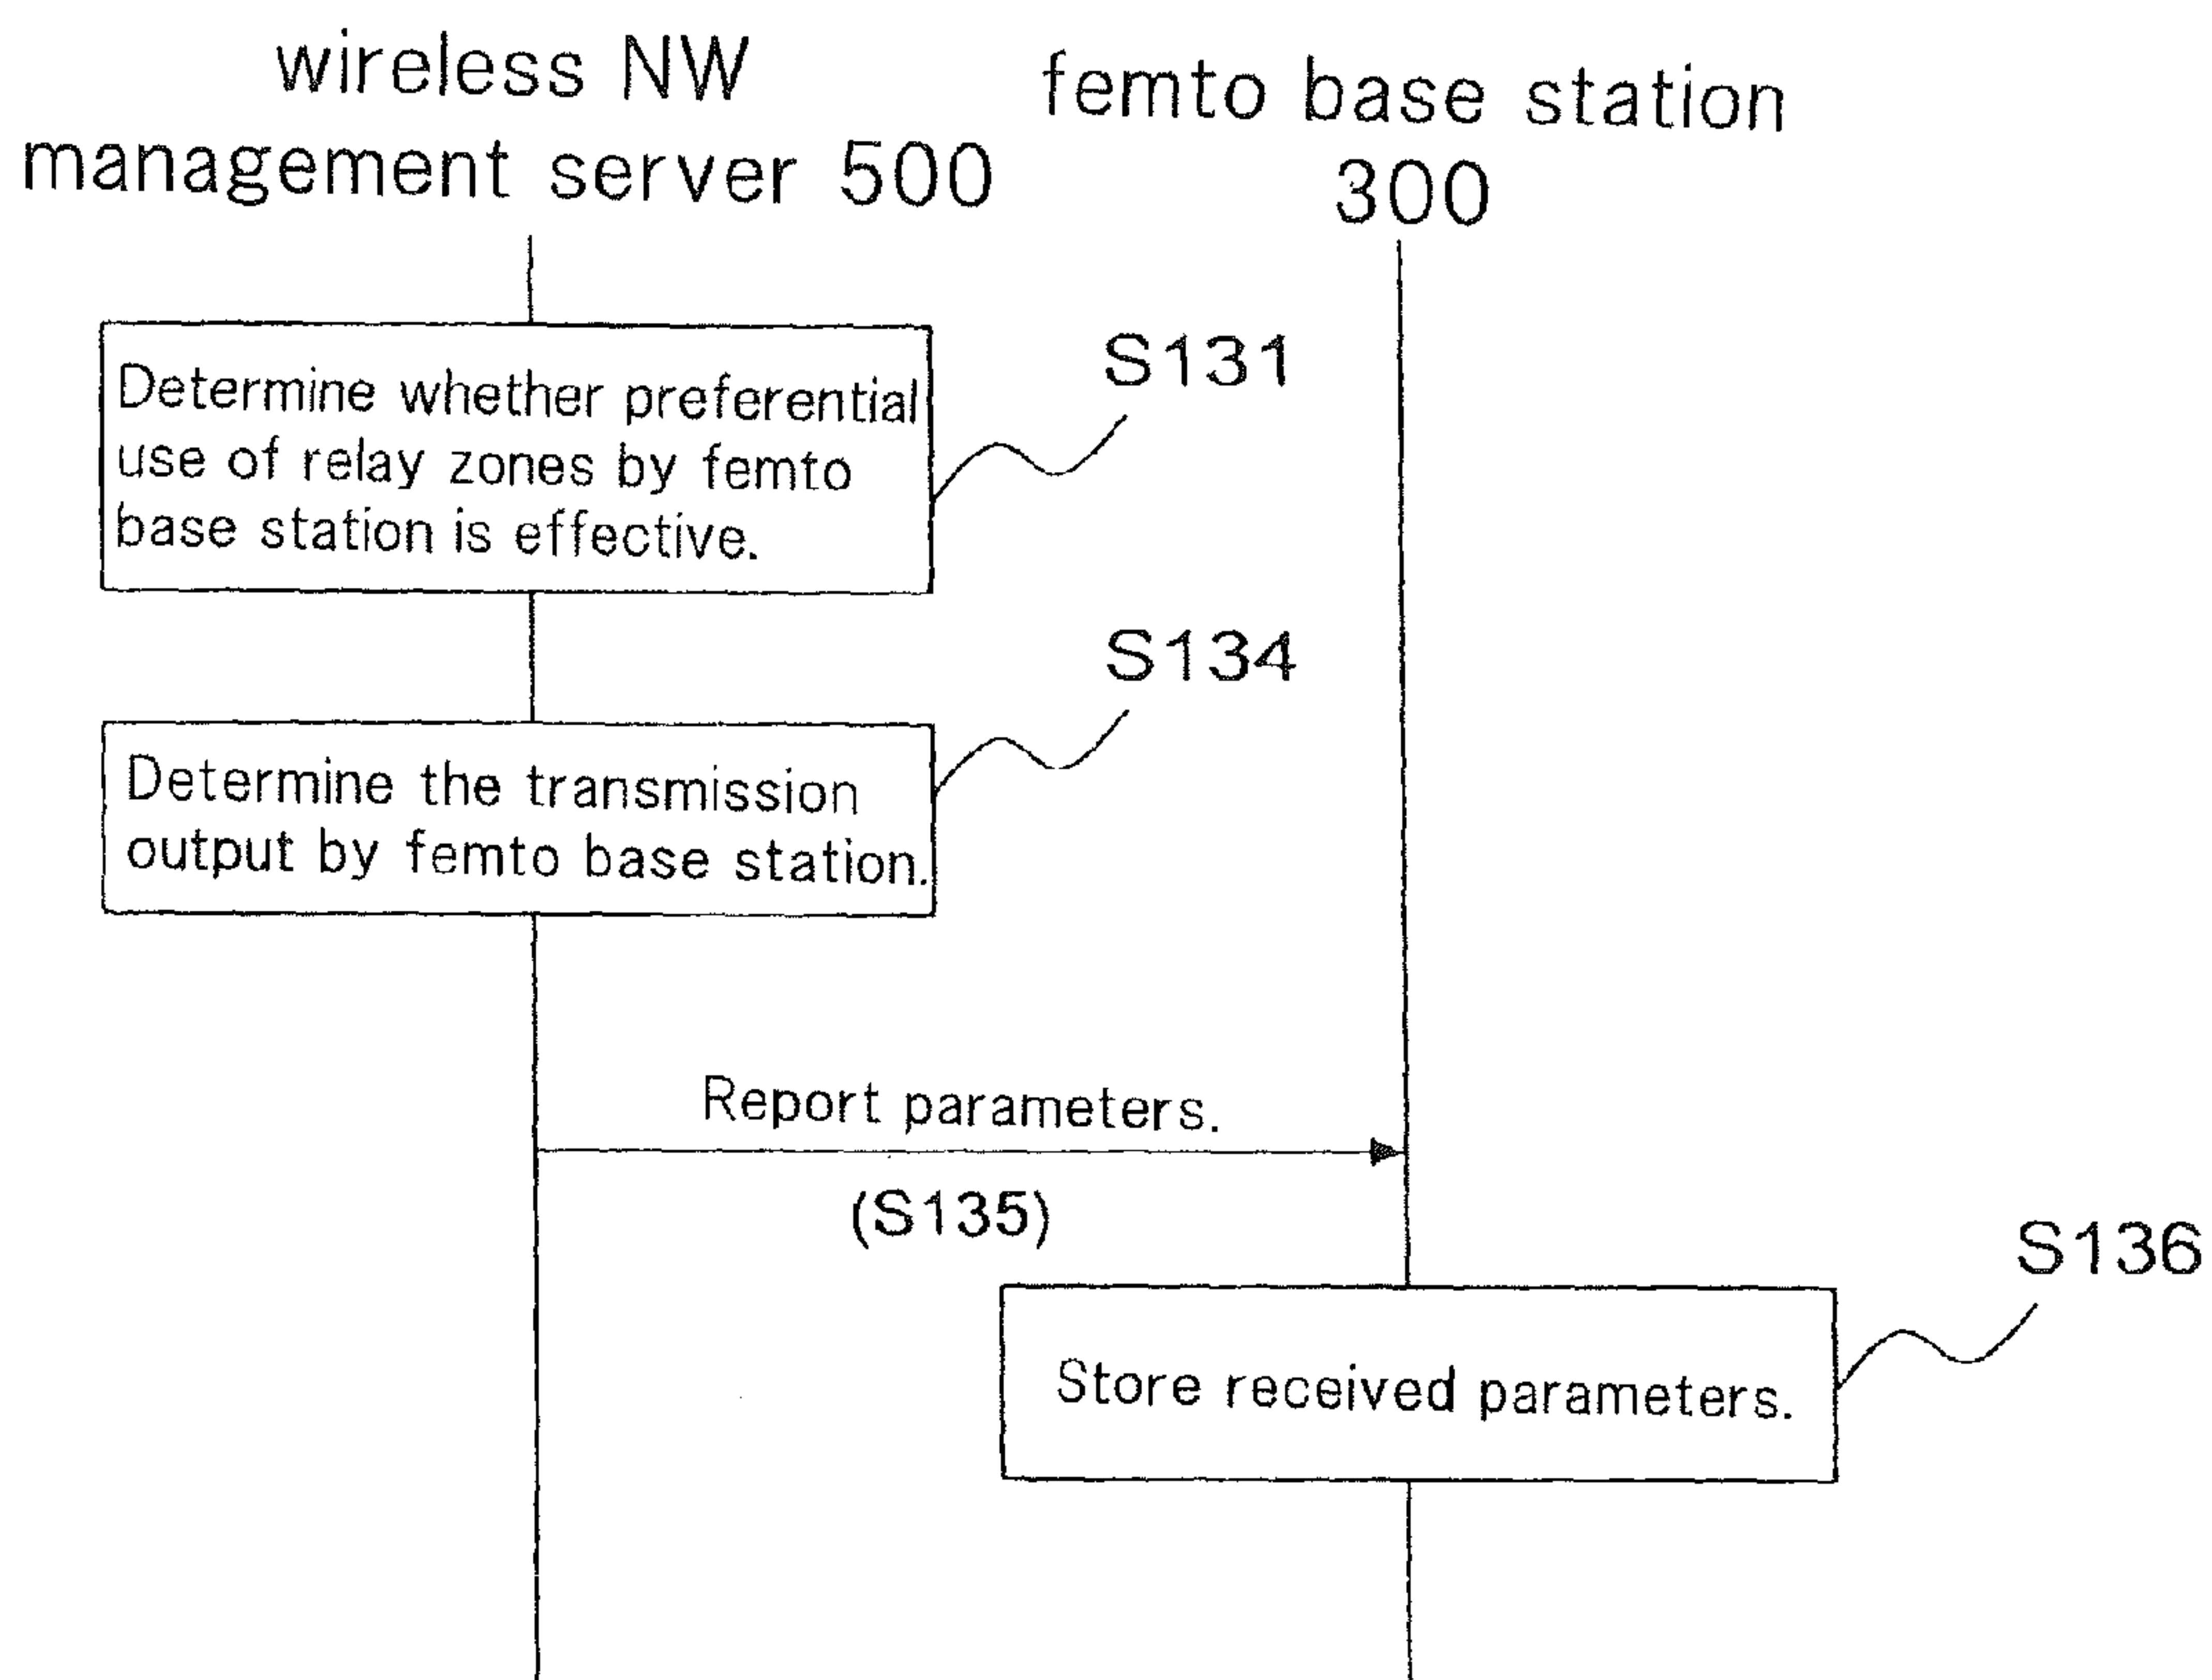 wireless NW
management server 500
femto base station
300
Determine whether preferential
use of relay zones by femto
base station is effective.
S131
Determine the transmission
output by femto base station.
S134
Report parameters.
(S135)
Store received parameters.
S136